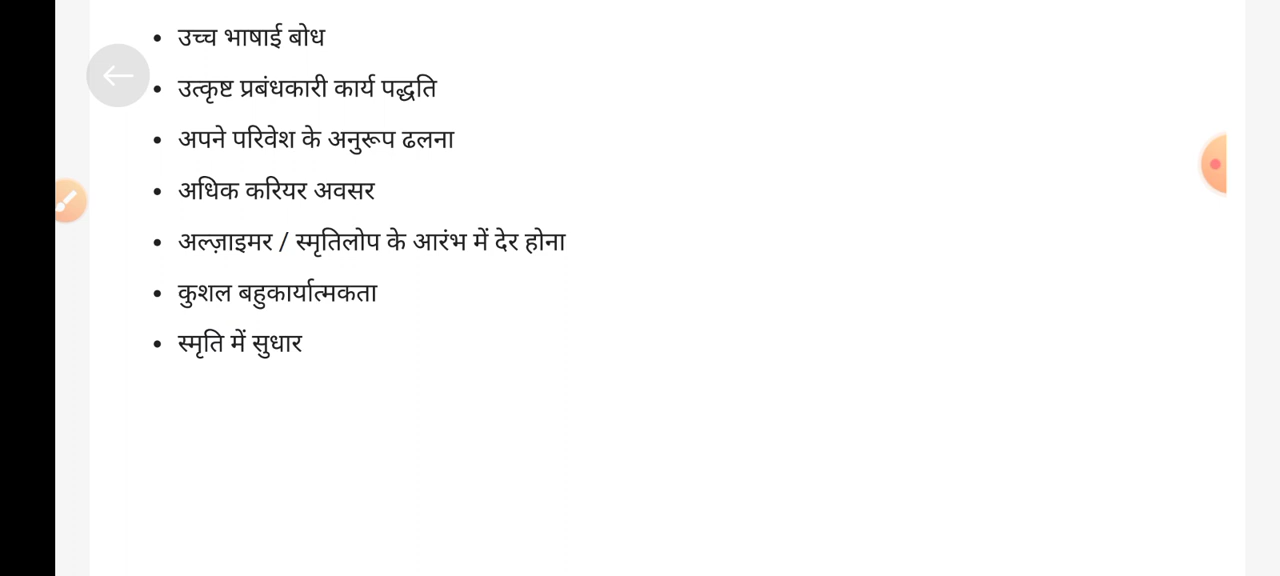 • उच्च भाषाई बोध
• उत्कृष्ट प्रबंधकारी कार्य पद्धति
• अपने परिवेश के अनुरूप ढलना
• अधिक करियर अवसर
• अल्ज़ाइमर / स्मृतिलोप के आरंभ में देर होना
• कुशल बहुकार्यात्मकता
• स्मृति में सुधार